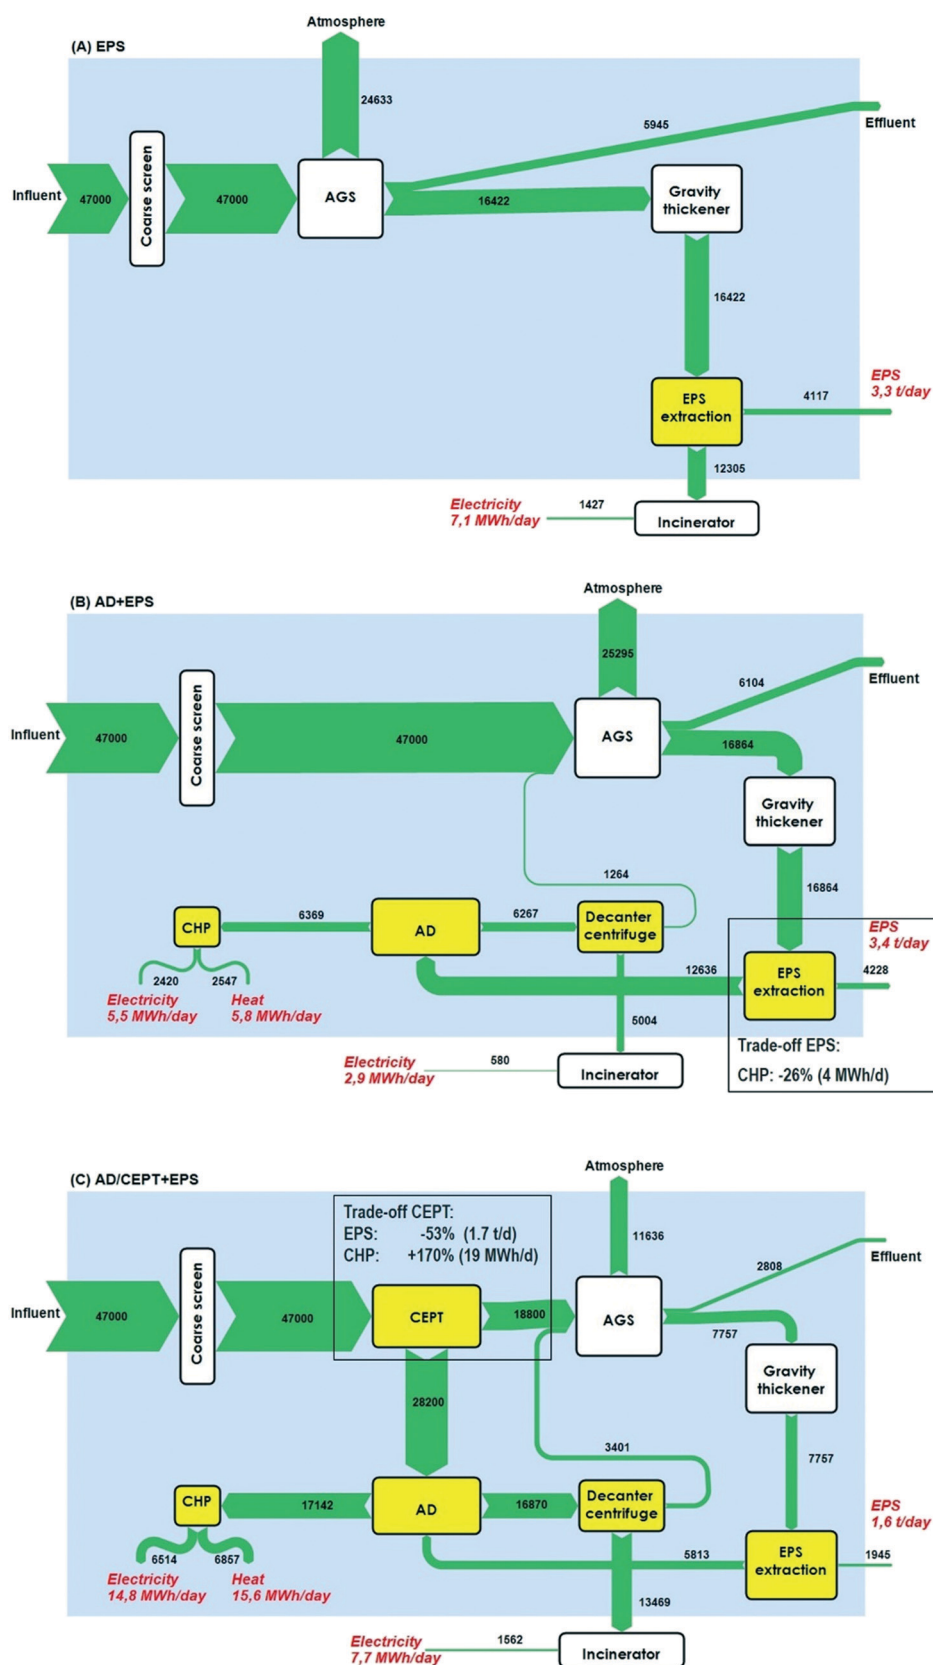 Atmosphere
(A) EPS
24633
5945
Effluent
Influent
47000
Coarse screen
47000
AGS
16422
Gravity
thickener
16422
EPS
3,3 t/day
EPS
extraction
4117
12305
Electricity
7,1 MWh/day
1427
Incinerator
Atmosphere
(B) AD+EPS
25295
6104
Effluent
Influent
47000
Coarse screen
47000
AGS
16864
Gravity
thickener
1264
16864
CHP
6369
AD
6267
Decanter
centrifuge
EPS
3,4 t/day
12636
EPS
extraction
4228
2420
2547
Electricity
5,5 MWh/day
Heat
5,8 MWh/day
5004
Trade-off EPS:
CHP: -26% (4 MWh/d)
Electricity
2,9 MWh/day
580
Incinerator
Atmosphere
(C) AD/CEPT+EPS
Trade-off CEPT:
EPS: -53% (1.7 t/d)
CHP: +170% (19 MWh/d)
11636
2808
Effluent
Influent
47000
Coarse screen
47000
CEPT
18800
AGS
7757
Gravity
thickener
28200
3401
7757
CHP
17142
AD
16870
Decanter
centrifuge
EPS
1,6 t/day
6514
6857
Electricity
14,8 MWh/day
Heat
15,6 MWh/day
5813
EPS
extraction
1945
13469
Electricity
7,7 MWh/day
1562
Incinerator